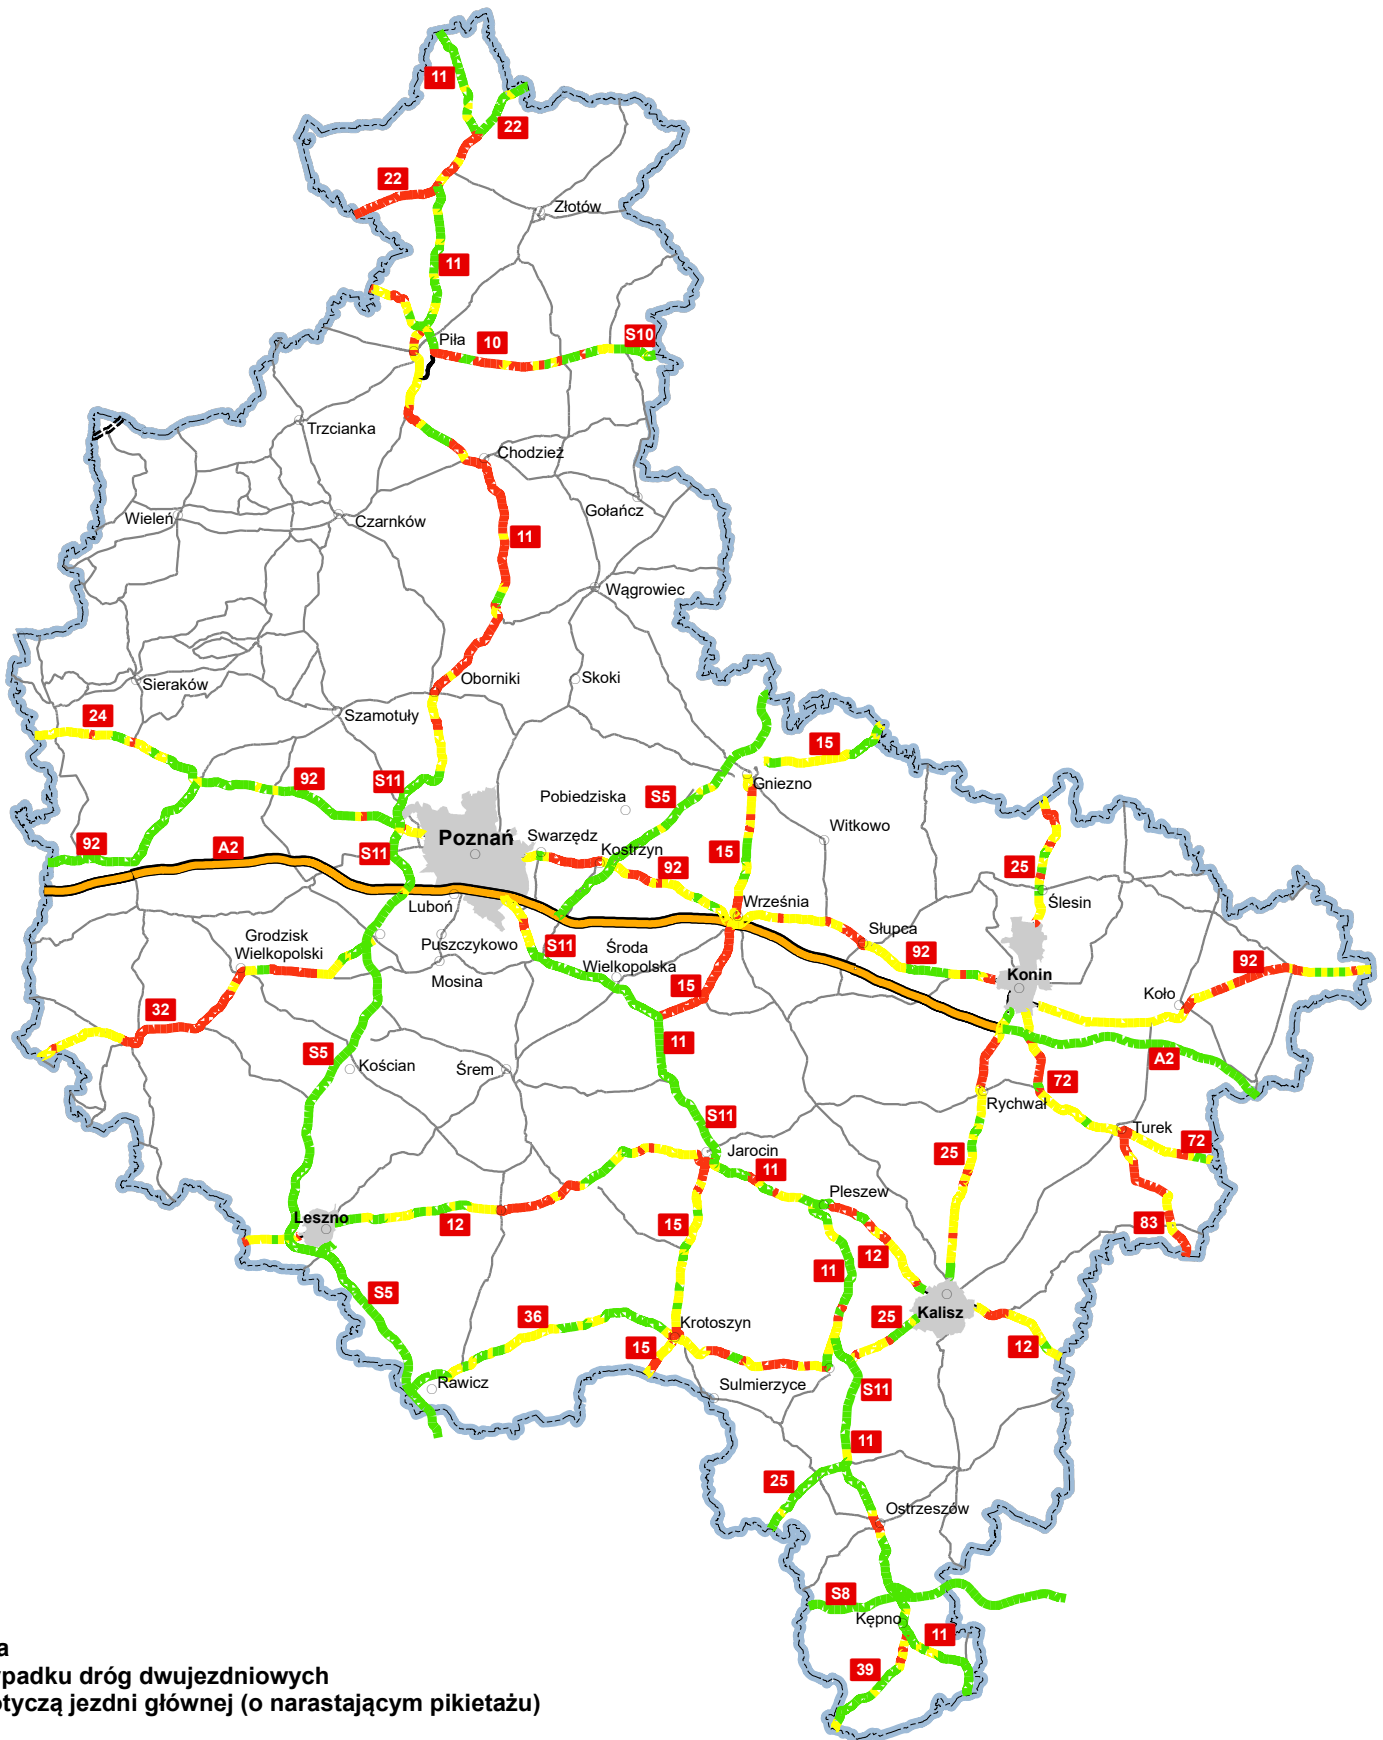 11
22
22
Złotów
11
S10
Piła
10
Trzcianka
Chodzież
Gołańcz
Wieleń
Czarnków
11
Wągrowiec
Sieraków
Oborniki
Skoki
24
Szamotuły
15
92
S11
Gniezno
Pobiedziska
S5
Witkowo
92
A2
S11
Poznań
Swarzędz
Kostrzyn
15
92
25
Luboń
Września
Ślesin
Grodzisk
Wielkopolski
Puszczykowo
S11
Środa
Wielkopolska
Słupca
92
92
Mosina
15
Konin
Koło
32
11
S5
Kościan
Śrem
A2
72
Rychwał
S11
Turek
Jarocin
11
25
72
Pleszew
Leszno
12
15
83
12
11
S5
36
Krotoszyn
25
Kalisz
15
12
Rawicz
Sulmierzyce
S11
11
25
Ostrzeszów
S8
Kępno
11
39
a
ypadku dróg dwujezdniowych
otyczą jezdni głównej (o narastającym pikietażu)